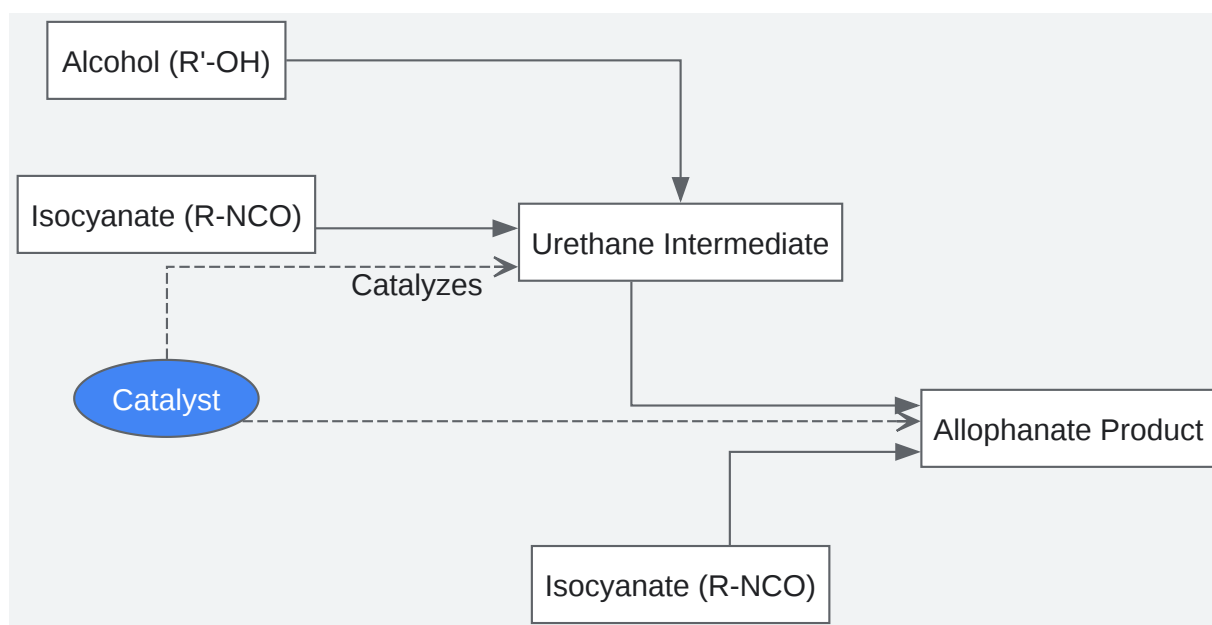 Alcohol (R'-OH)
Isocyanate (R-NCO)
Urethane Intermediate
Catalyzes
Catalyst
Allophanate Product
Isocyanate (R-NCO)